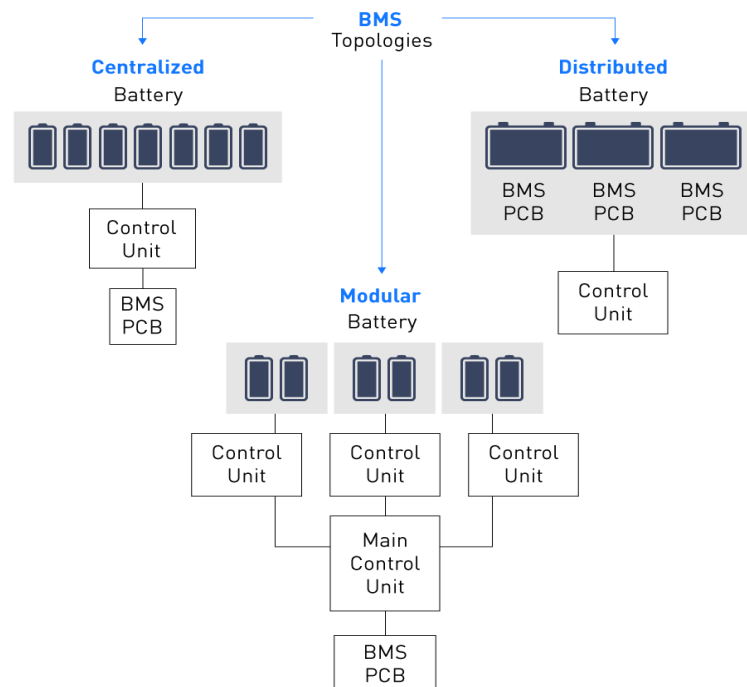 BMS
Topologies
Centralized
Battery
Control
Unit
BMS
PCB
Distributed
Battery
BMS
PCB
BMS
PCB
BMS
PCB
Control
Unit
Modular
Battery
Control
Unit
Control
Unit
Control
Unit
Main
Control
Unit
BMS
PCB